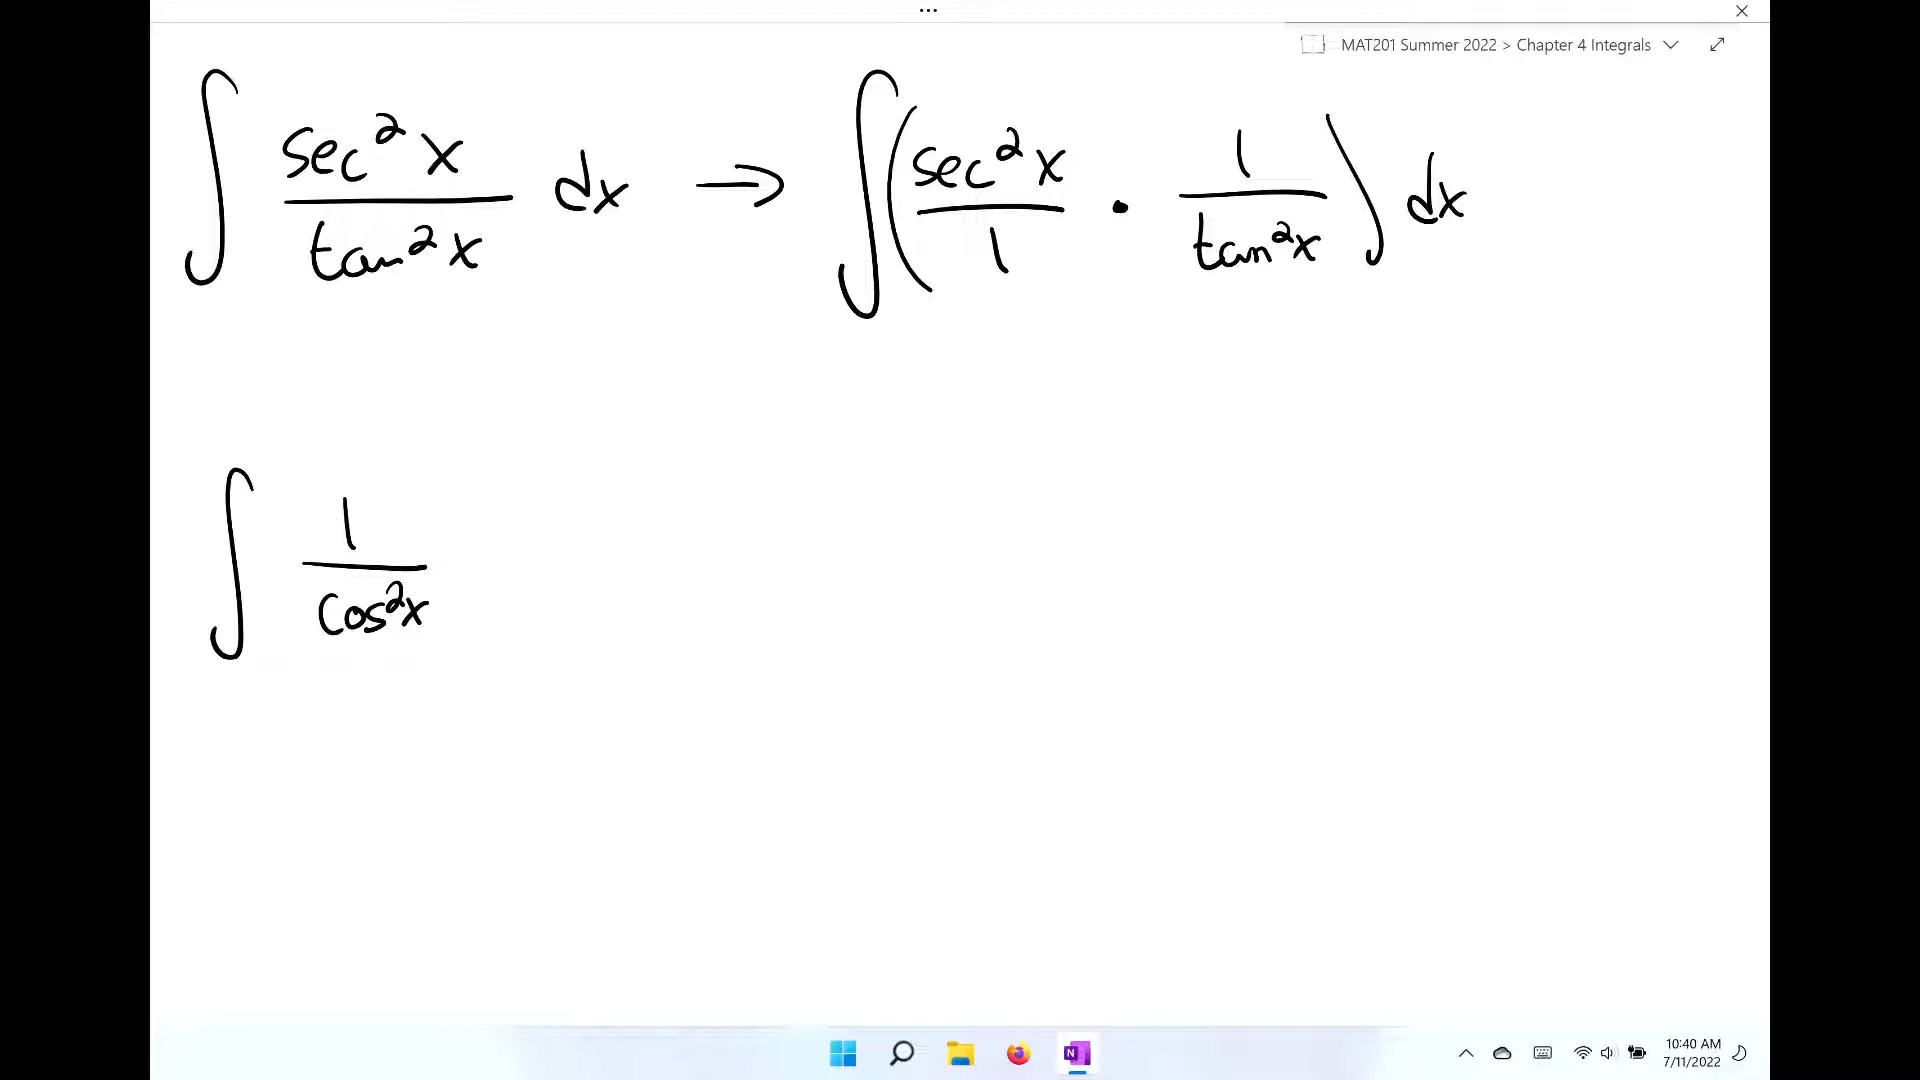 ...
MAT201 Summer 2022 > Chapter 4 Integrals
∫ sec²x / tan²x dx → ∫ ( sec²x / 1 · 1 / tan²x ) dx
∫ 1 / cos²x
10:40 AM
7/11/2022